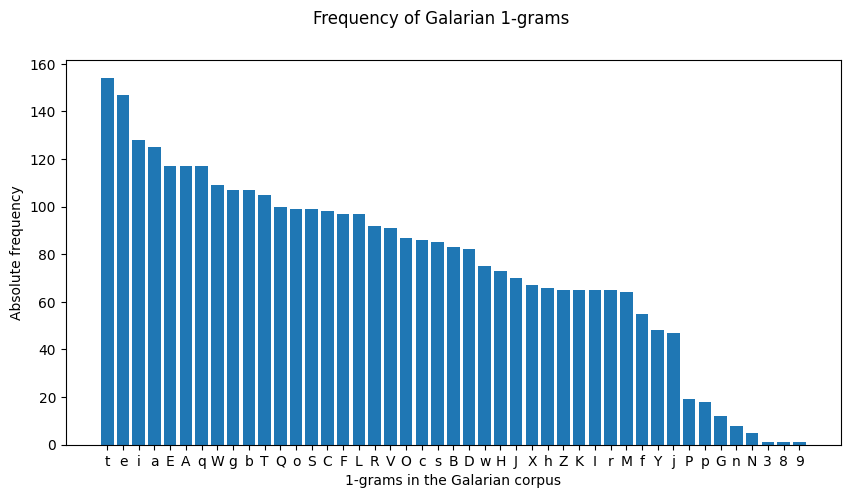 Frequency of Galarian 1-grams
160
140
120
100
80
60
40
20
0
Absolute frequency
t e i a E A q W g b T Q o S C F L R V O c s B D w H J X h Z K l r M f Y j P p G n N 3 8 9
1-grams in the Galarian corpus